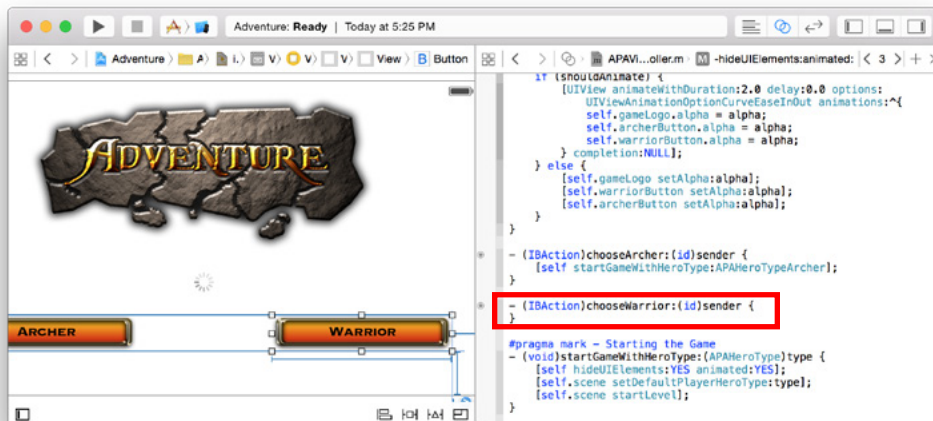 Adventure: Ready | Today at 5:25 PM
Adventure 〉 A〉 i.〉 V〉 V〉 V〉 View 〉 B Button
APAVi...oller.m 〉 M -hideUIElements:animated: < 3 > +
ADVENTURE
ARCHER
WARRIOR
if (shouldAnimate) {
[UIView animateWithDuration:2.0 delay:0.0 options:
UIViewAnimationOptionCurveEaseInOut animations:^{
self.gameLogo.alpha = alpha;
self.archerButton.alpha = alpha;
self.warriorButton.alpha = alpha;
} completion:NULL];
} else {
[self.gameLogo setAlpha:alpha];
[self.warriorButton setAlpha:alpha];
[self.archerButton setAlpha:alpha];
}
}
- (IBAction)chooseArcher:(id)sender {
[self startGameWithHeroType:APAHeroTypeArcher];
}
- (IBAction)chooseWarrior:(id)sender {
}
#pragma mark - Starting the Game
- (void)startGameWithHeroType:(APAHeroType)type {
[self hideUIElements:YES animated:YES];
[self.scene setDefaultPlayerHeroType:type];
[self.scene startLevel];
}